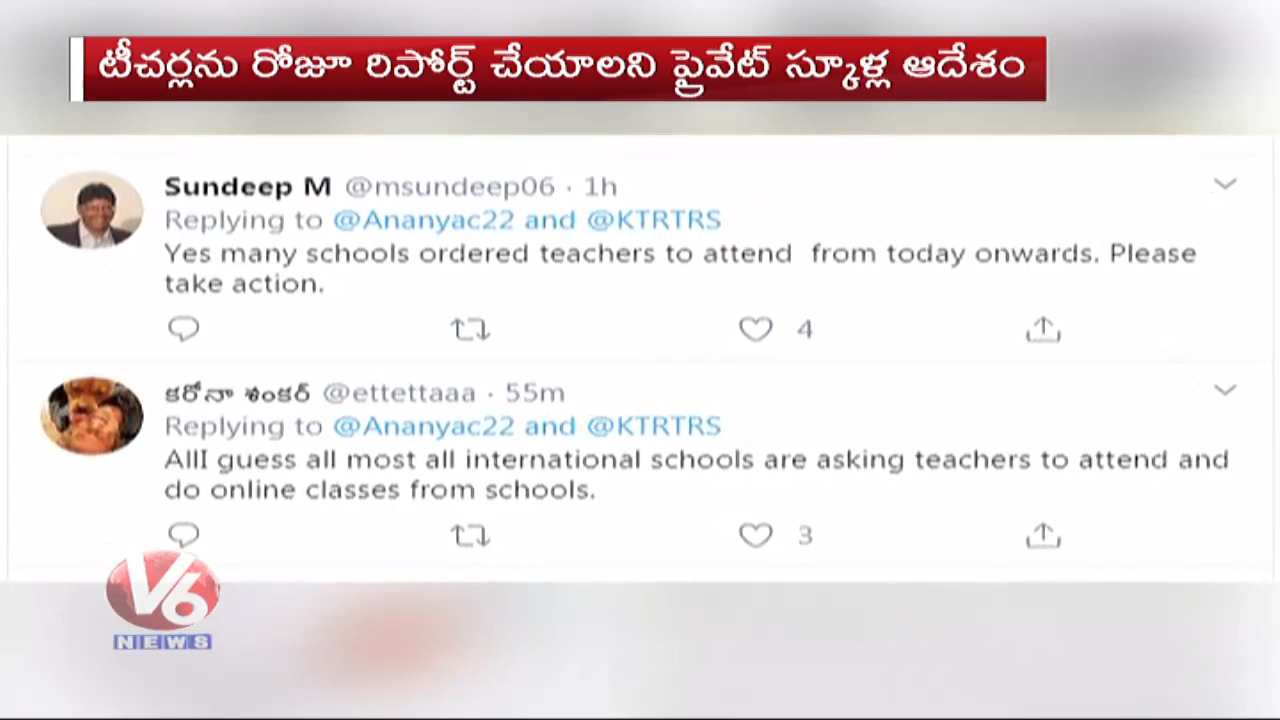 టీచర్లను రోజూ రిపోర్ట్ చేయాలని ప్రైవేట్ స్కూళ్ల ఆదేశం
Sundeep M @msundeep06 · 1h
Replying to @Ananyac22 and @KTRTRS
Yes many schools ordered teachers to attend from today onwards. Please
take action.
4
కరోనా శంకర్ @ettettaaa · 55m
Replying to @Ananyac22 and @KTRTRS
AllI guess all most all international schools are asking teachers to attend and
do online classes from schools.
3
V6
NEWS